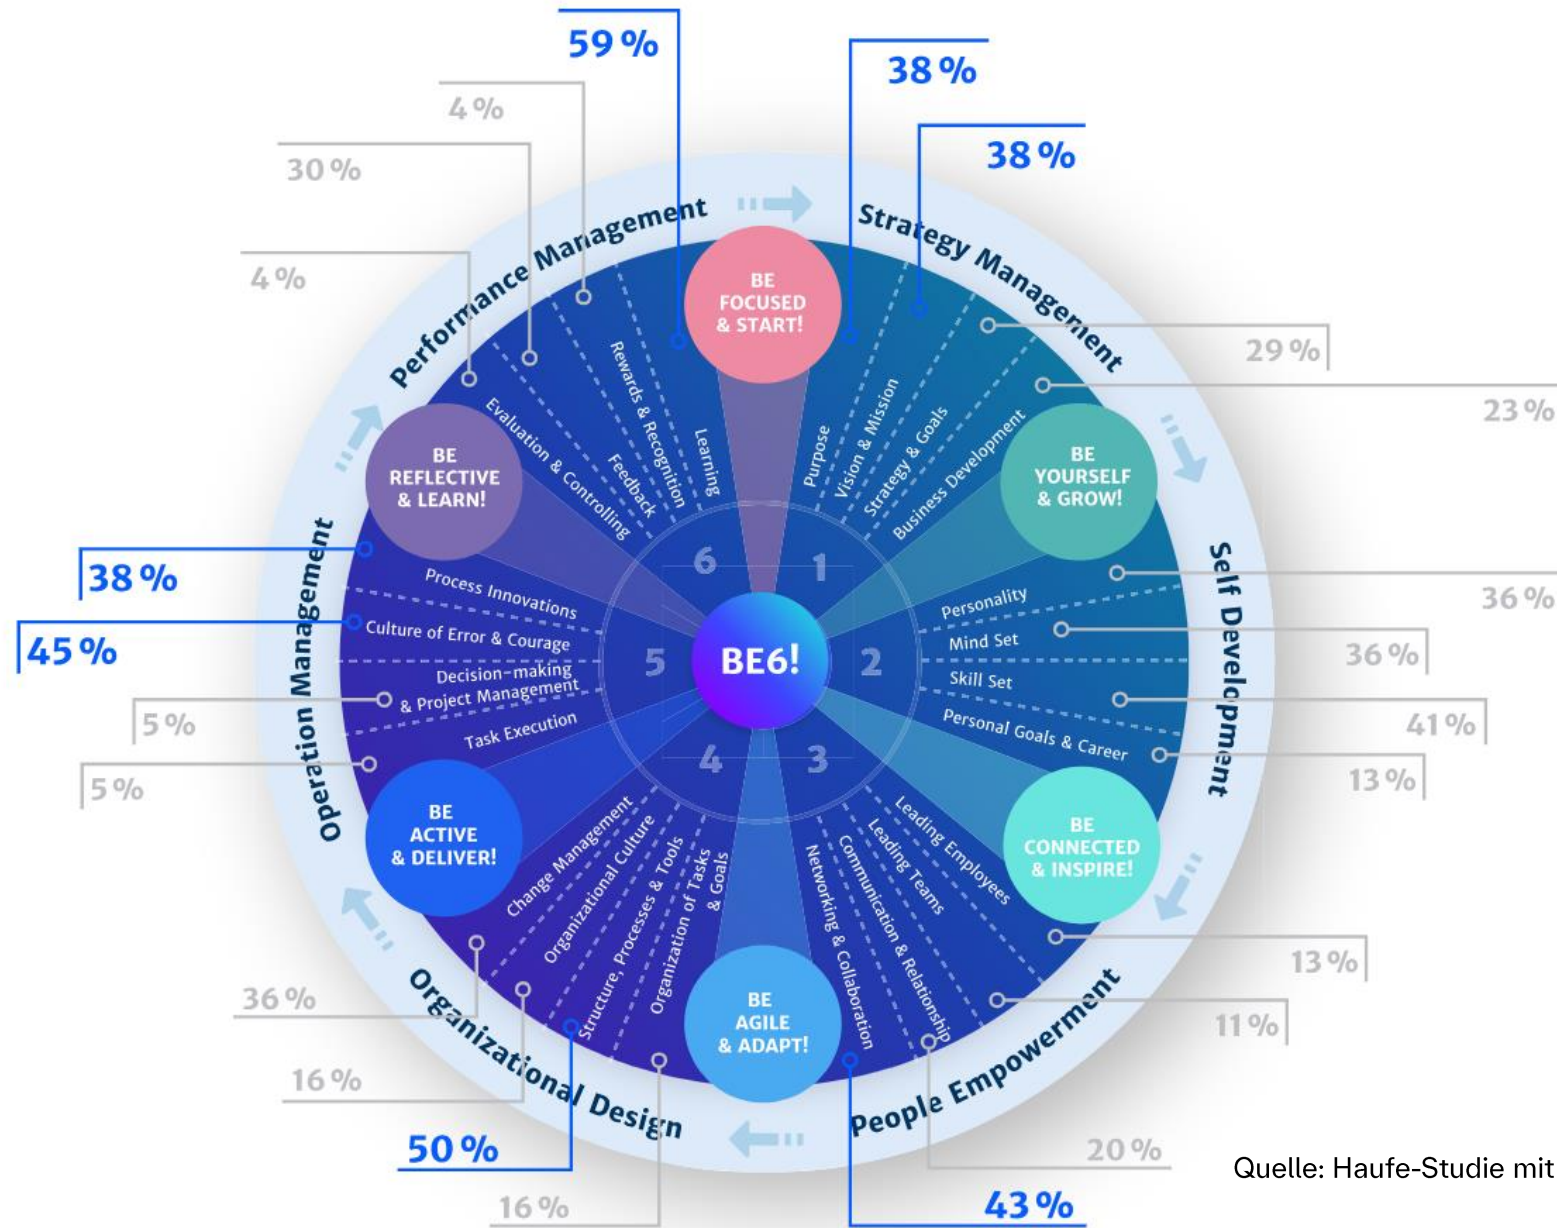 59 %
38 %
38 %
4 %
30 %
4 %
29 %
23 %
36 %
36 %
41 %
13 %
13 %
11 %
20 %
43 %
16 %
50 %
16 %
36 %
5 %
5 %
45 %
38 %
Strategy Management
Self Development
People Empowerment
Organizational Design
Operation Management
Performance Management
BE
FOCUSED
& START!
BE
YOURSELF
& GROW!
BE
CONNECTED
& INSPIRE!
BE
AGILE
& ADAPT!
BE
ACTIVE
& DELIVER!
BE
REFLECTIVE
& LEARN!
Purpose
Vision & Mission
Strategy & Goals
Business Development
Personality
Mind Set
Skill Set
Personal Goals & Career
Leading Employees
Leading Teams
Communication & Relationship
Networking & Collaboration
Organization of Tasks
& Goals
Structure, Processes & Tools
Organizational Culture
Change Management
Task Execution
Decision-making
& Project Management
Culture of Error & Courage
Process Innovations
Evaluation & Controlling
Feedback
Rewards & Recognition
Learning
1
2
3
4
5
6
BE6!
Quelle: Haufe-Studie mit